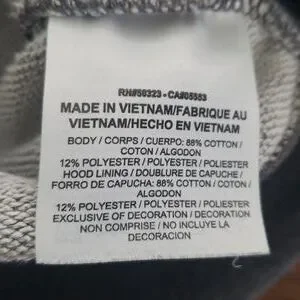 RN#56323 - CA#05553
MADE IN VIETNAM/FABRIQUE AU
VIETNAM/HECHO EN VIETNAM
BODY / CORPS / CUERPO: 88% COTTON /
COTON / ALGODON
12% POLYESTER / POLYESTER / POLIESTER
HOOD LINING / DOUBLURE DE CAPUCHE /
FORRO DE CAPUCHA: 88% COTTON / COTON
/ ALGODON
12% POLYESTER / POLYESTER / POLIESTER
EXCLUSIVE OF DECORATION / DECORATION
NON COMPRISE / NO INCLUYE LA
DECORACION